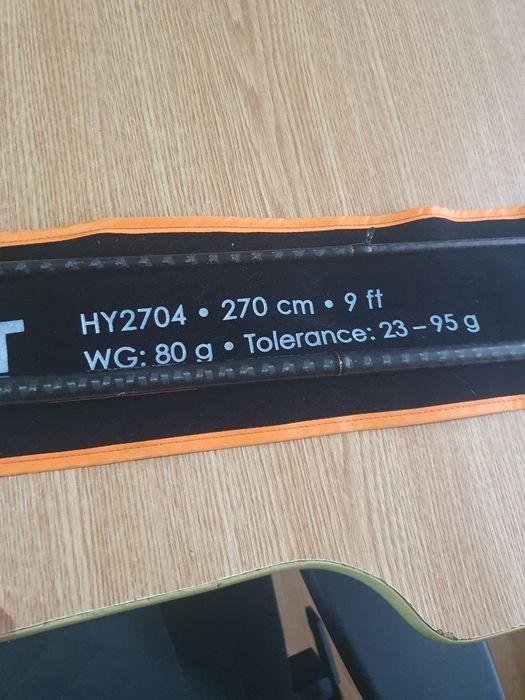 T
HY2704 • 270 cm • 9 ft
WG: 80 g • Tolerance: 23 – 95 g